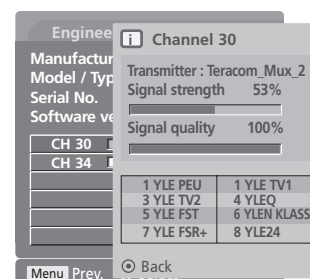 Enginee
Channel 30
Manufactur
Model / Typ
Serial No.
Software ve
CH 30
CH 34
Transmitter : Teracom_Mux_2
Signal strength 53%
Signal quality 100%
1 YLE PEU 1 YLE TV1
3 YLE TV2 4 YLEQ
5 YLE FST 6 YLEN KLASS
7 YLE FSR+ 8 YLE24
Menu Prev.
Back